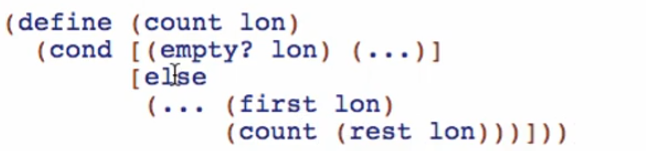 (define (count lon)
(cond [(empty? lon) (...)]
[else
(... (first lon)
(count (rest lon)))]))